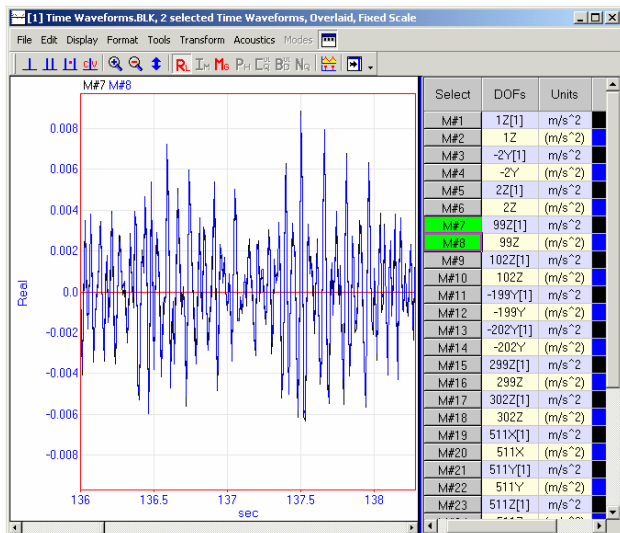 [1] Time Waveforms.BLK, 2 selected Time Waveforms, Overlaid, Fixed Scale
File Edit Display Format Tools Transform Acoustics Modes
M#7 M#8
0.008
0.006
0.004
0.002
0.0
-0.002
-0.004
-0.006
-0.008
Real
136 136.5 137 137.5 138
sec
Select DOFs Units
M#1 1Z[1] m/s^2
M#2 1Z (m/s^2)
M#3 -2Y[1] m/s^2
M#4 -2Y (m/s^2)
M#5 2Z[1] m/s^2
M#6 2Z (m/s^2)
M#7 99Z[1] m/s^2
M#8 99Z (m/s^2)
M#9 102Z[1] m/s^2
M#10 102Z (m/s^2)
M#11 -199Y[1] m/s^2
M#12 -199Y (m/s^2)
M#13 -202Y[1] m/s^2
M#14 -202Y (m/s^2)
M#15 299Z[1] m/s^2
M#16 299Z (m/s^2)
M#17 302Z[1] m/s^2
M#18 302Z (m/s^2)
M#19 511X[1] m/s^2
M#20 511X (m/s^2)
M#21 511Y[1] m/s^2
M#22 511Y (m/s^2)
M#23 511Z[1] m/s^2